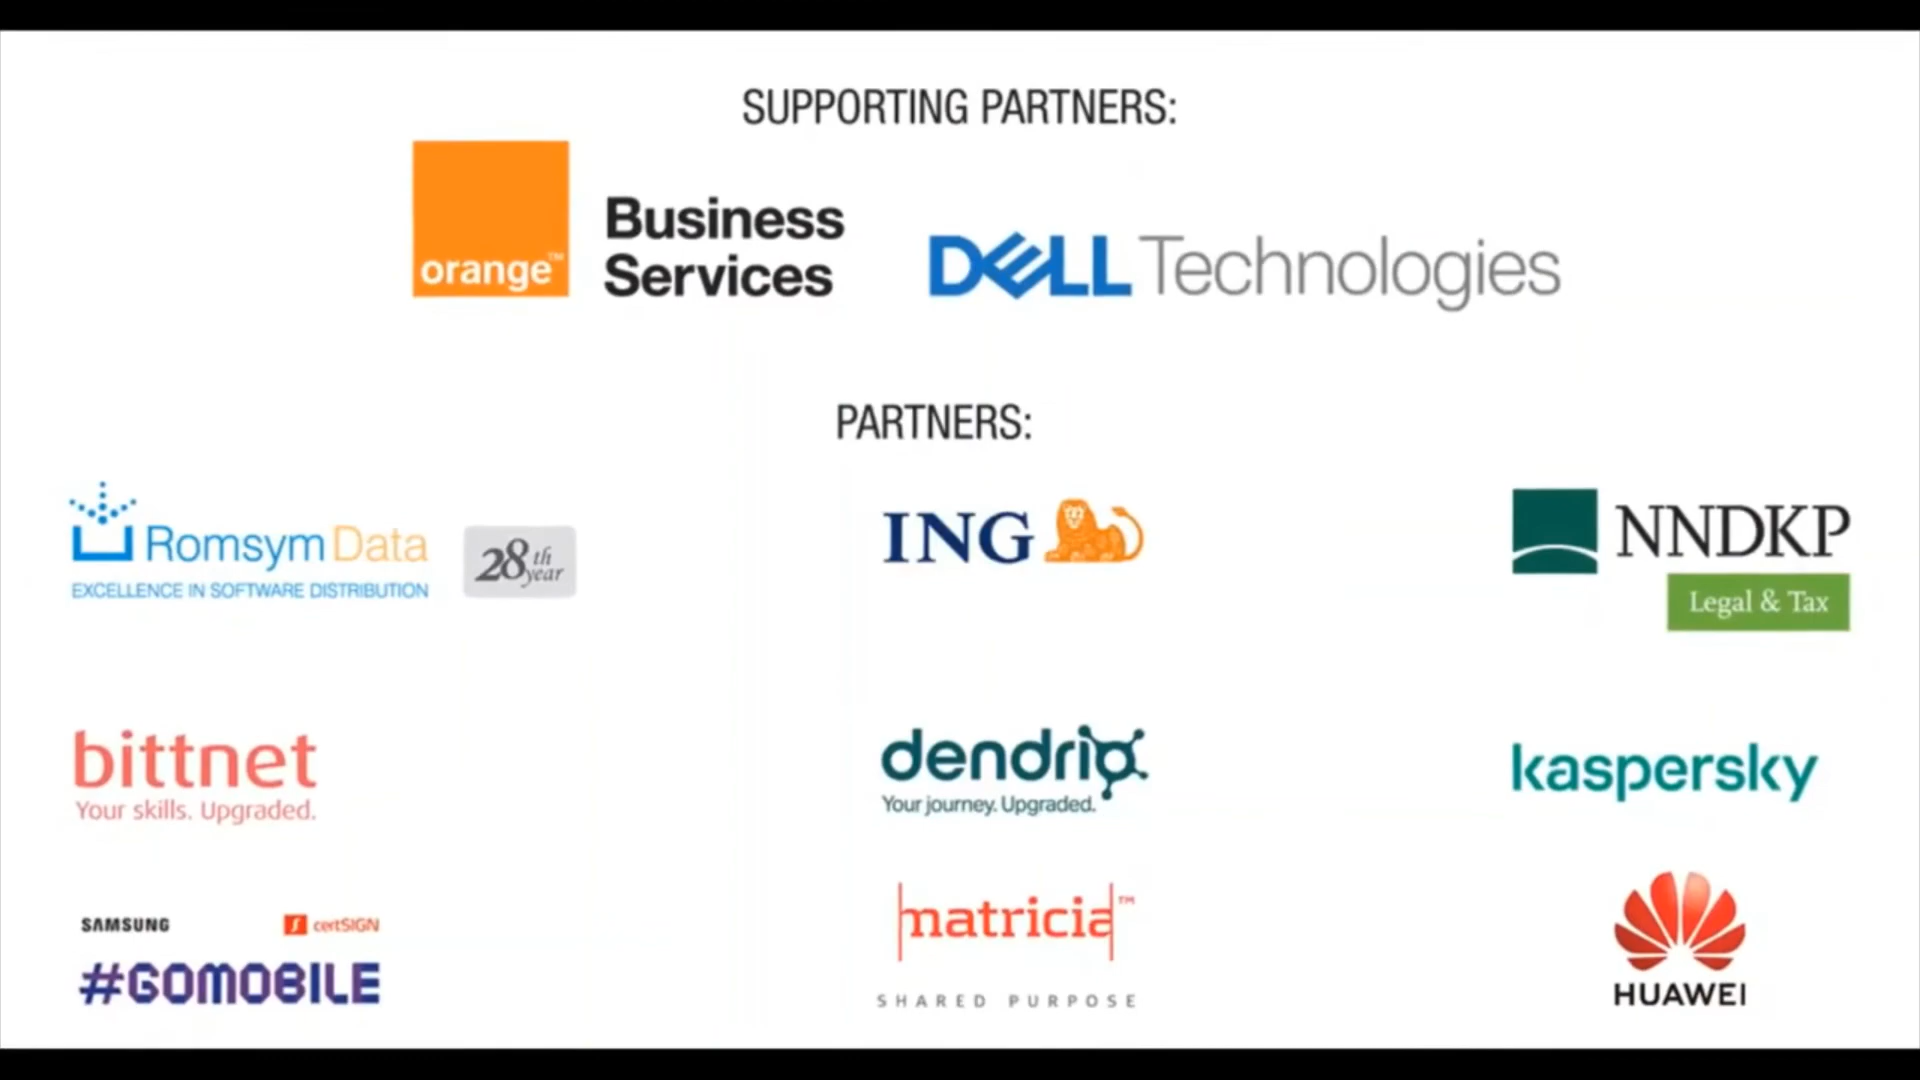 SUPPORTING PARTNERS:
orange™
Business
Services
DELL Technologies
PARTNERS:
Romsym Data
EXCELLENCE IN SOFTWARE DISTRIBUTION
28th year
ING
NNDKP
Legal & Tax
bittnet
Your skills. Upgraded.
dendrio
Your journey. Upgraded.
kaspersky
SAMSUNG
certSIGN
#GOMOBILE
matricia™
SHARED PURPOSE
HUAWEI